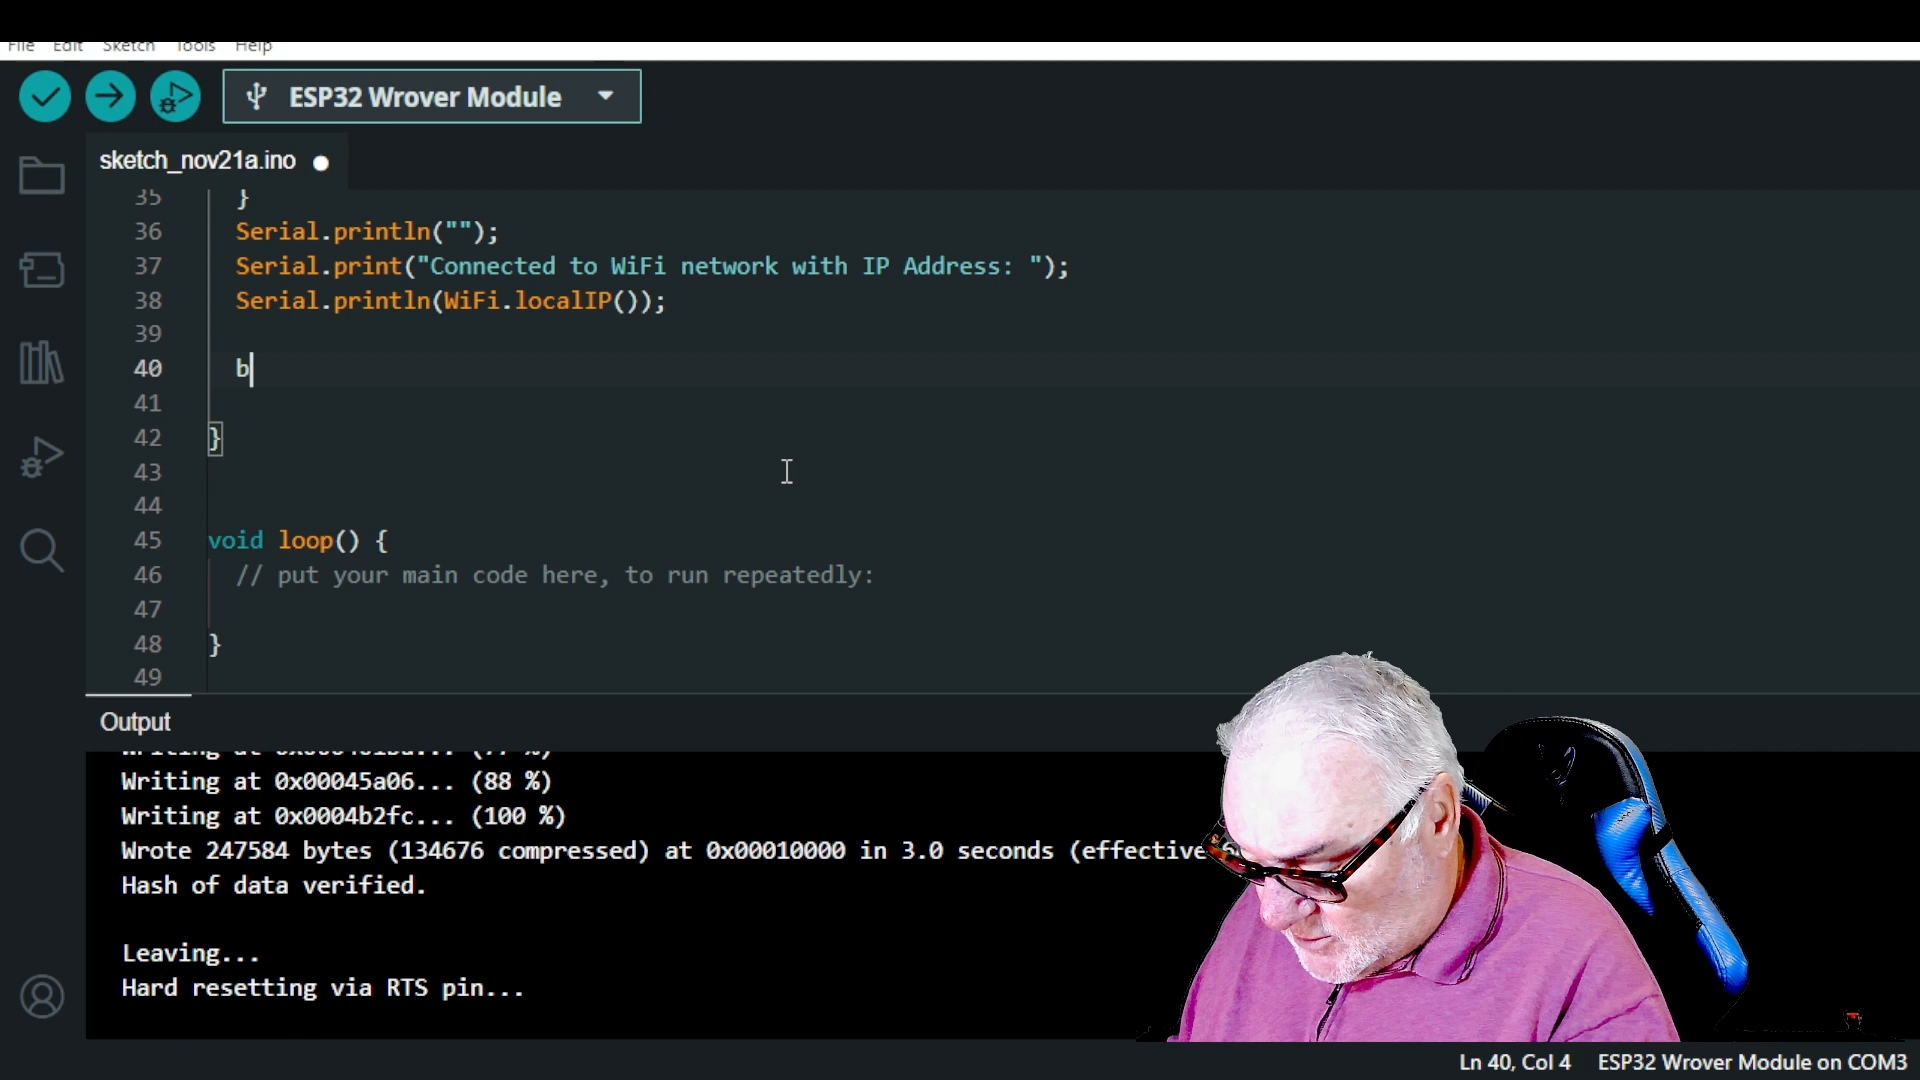 File Edit Sketch Tools Help
ESP32 Wrover Module
sketch_nov21a.ino
35 }
36 Serial.println("");
37 Serial.print("Connected to WiFi network with IP Address: ");
38 Serial.println(WiFi.localIP());
39
40 b
41
42 }
43
44
45 void loop() {
46 // put your main code here, to run repeatedly:
47
48 }
49
Output
Writing at
Writing at 0x00045a06... (88 %)
Writing at 0x0004b2fc... (100 %)
Wrote 247584 bytes (134676 compressed) at 0x00010000 in 3.0 seconds (effective
Hash of data verified.
Leaving...
Hard resetting via RTS pin...
Ln 40, Col 4 ESP32 Wrover Module on COM3